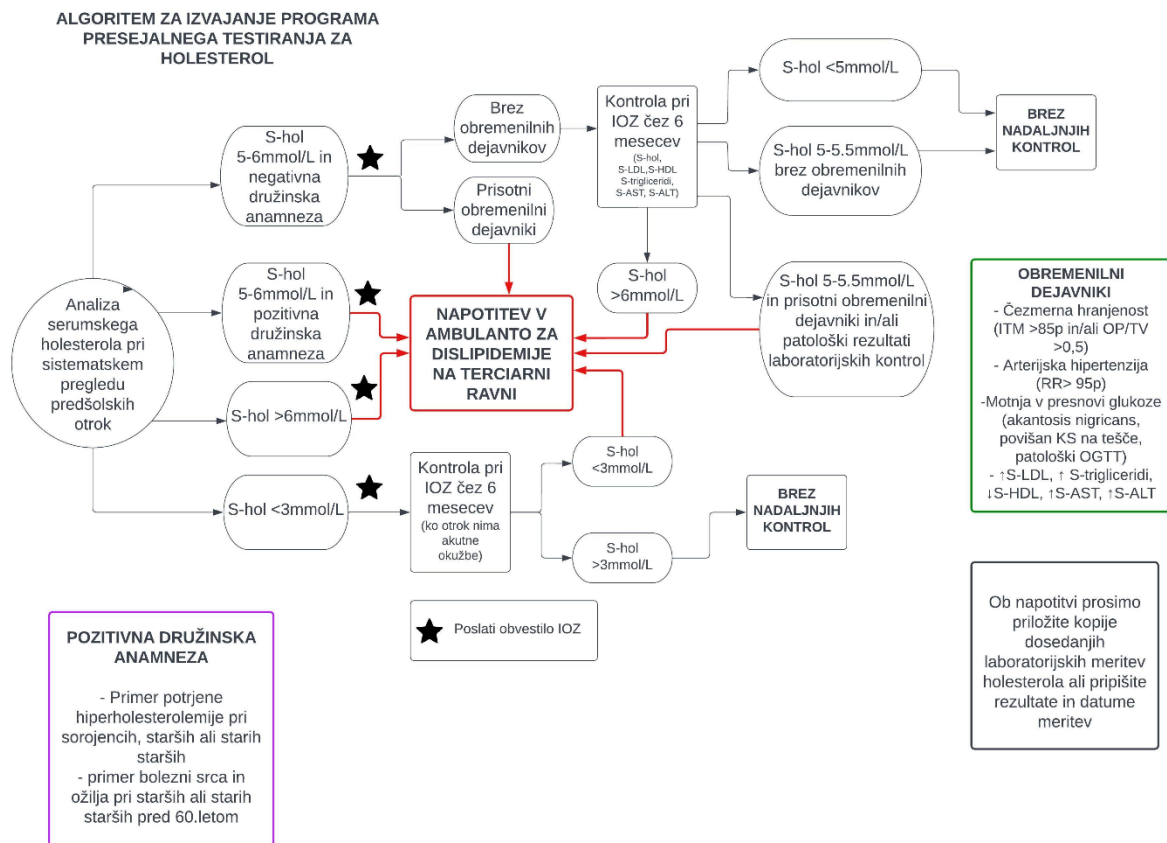 ALGORITEM ZA IZVAJANJE PROGRAMA
PRESEJALNEGA TESTIRANJA ZA
HOLESTEROL
Analiza
serumskega
holesterola pri
sistematskem
pregledu
predšolskih
otrok
S-hol
5-6mmol/L in
negativna
družinska
anamneza
S-hol
5-6mmol/L in
pozitivna
družinska
anamneza
S-hol >6mmol/L
S-hol <3mmol/L
Brez
obremenilnih
dejavnikov
Prisotni
obremenilni
dejavniki
Kontrola pri
IOZ čez 6
mesecev
(S-hol,
S-LDL,S-HDL
S-trigliceridi,
S-AST, S-ALT)
S-hol <5mmol/L
S-hol 5-5.5mmol/L
brez obremenilnih
dejavnikov
BREZ
NADALJNJIH
KONTROL
S-hol
>6mmol/L
S-hol 5-5.5mmol/L
in prisotni obremenilni
dejavniki in/ali
patološki rezultati
laboratorijskih kontrol
NAPOTITEV V
AMBULANTO ZA
DISLIPIDEMIJE
NA TERCIARNI
RAVNI
Kontrola pri
IOZ čez 6
mesecev
(ko otrok nima
akutne
okužbe)
S-hol
<3mmol/L
S-hol
>3mmol/L
BREZ
NADALJNJIH
KONTROL
OBREMENILNI
DEJAVNIKI
- Čezmerna hranjenost
(ITM >85p in/ali OP/TV
>0,5)
- Arterijska hipertenzija
(RR> 95p)
-Motnja v presnovi glukoze
(akantosis nigricans,
povišan KS na tešče,
patološki OGTT)
- ↑S-LDL, ↑ S-trigliceridi,
↓S-HDL, ↑S-AST, ↑S-ALT
Poslati obvestilo IOZ
POZITIVNA DRUŽINSKA
ANAMNEZA
- Primer potrjene
hiperholesterolemije pri
sorojencih, starših ali starih
starših
- primer bolezni srca in
ožilja pri starših ali starih
starših pred 60.letom
Ob napotitvi prosimo
priložite kopije
dosedanjih
laboratorijskih meritev
holesterola ali pripišite
rezultate in datume
meritev